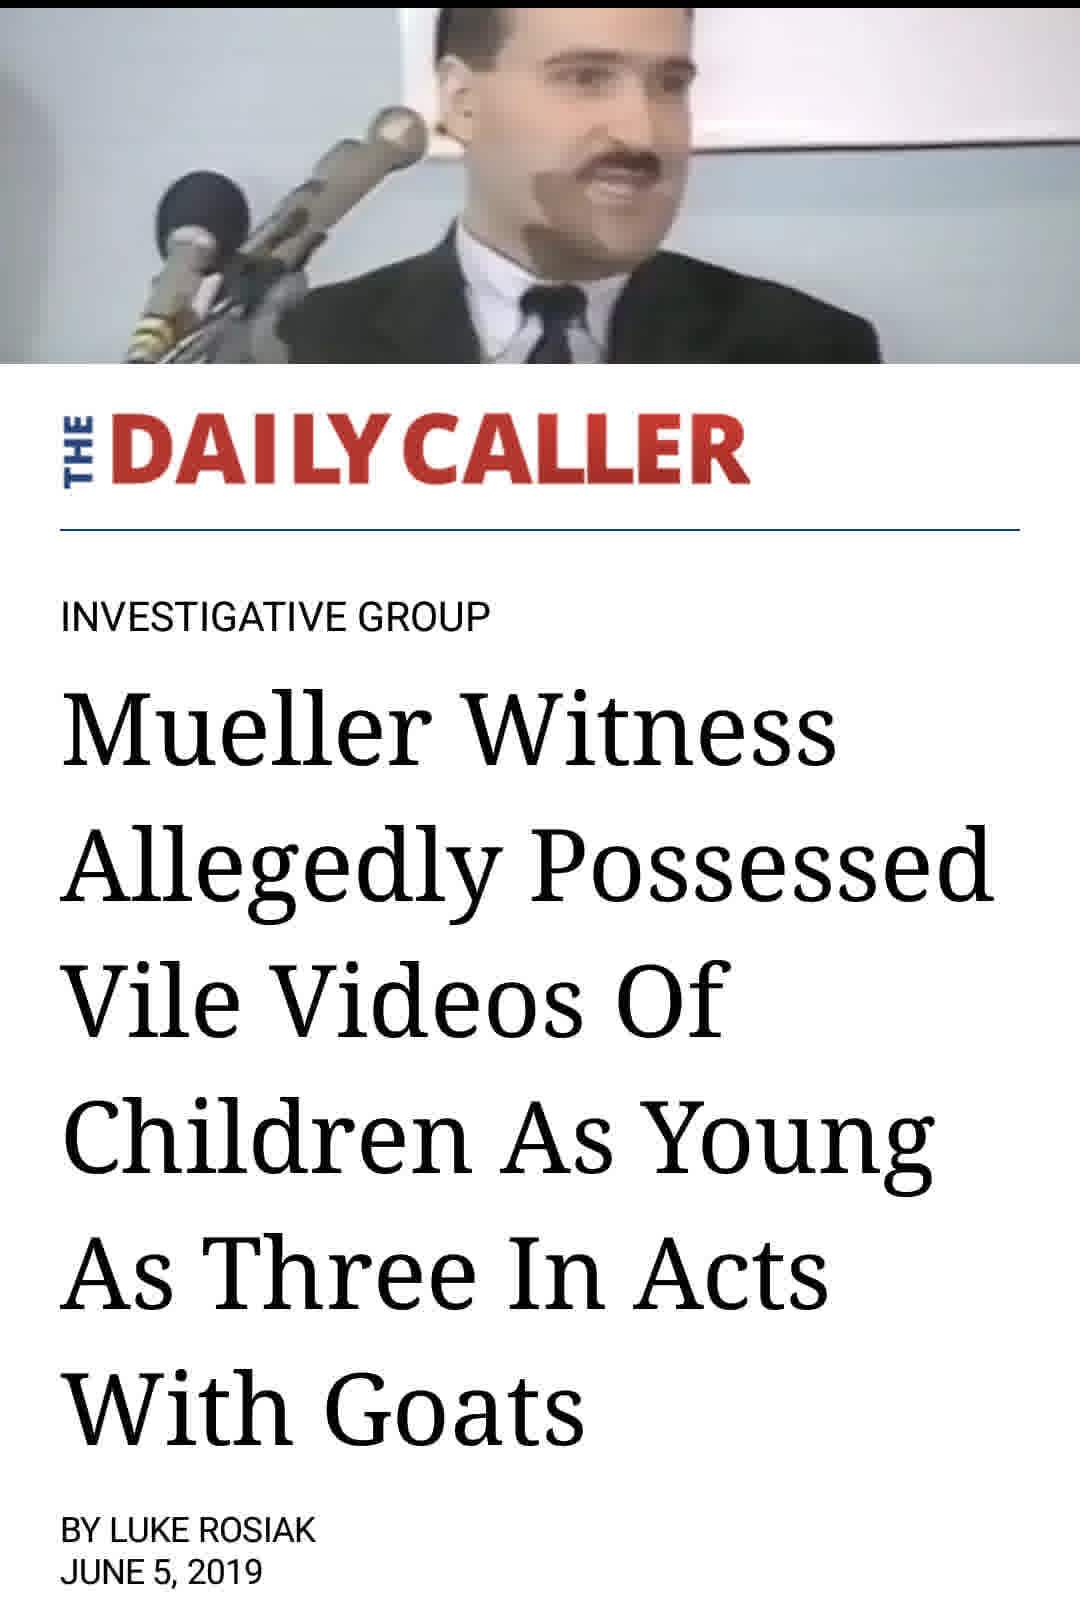 THE DAILY CALLER
INVESTIGATIVE GROUP
Mueller Witness
Allegedly Possessed
Vile Videos Of
Children As Young
As Three In Acts
With Goats
BY LUKE ROSIAK
JUNE 5, 2019